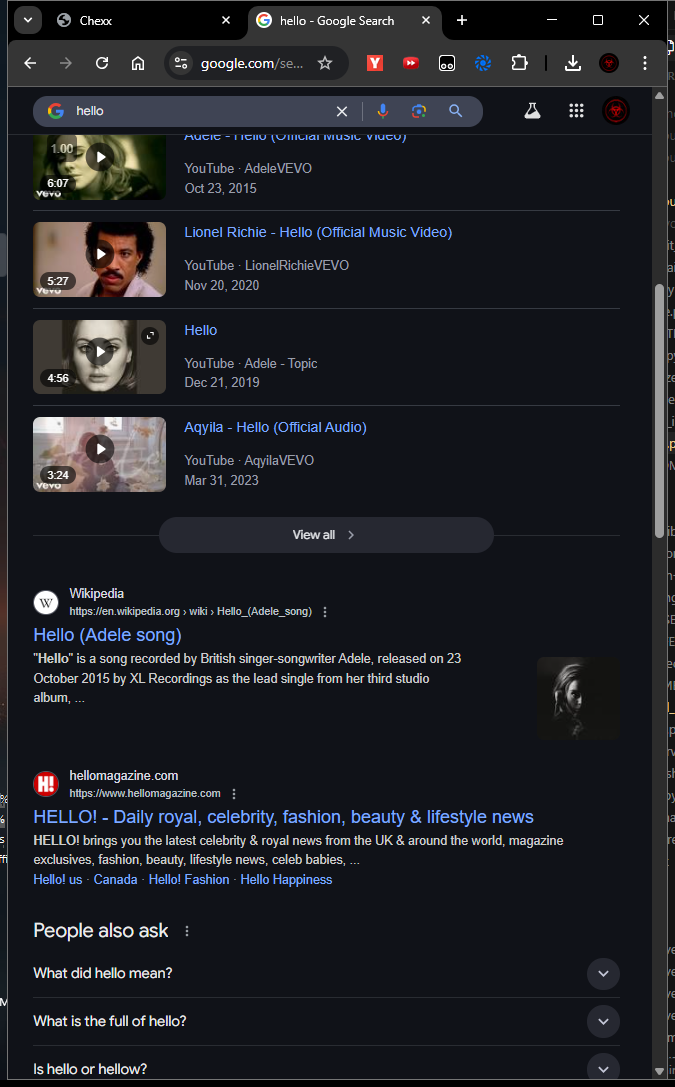 Chexx
hello - Google Search
google.com/se...
hello
Adele - Hello (Official Music Video)
1.00
YouTube · AdeleVEVO
6:07
Oct 23, 2015
vevo
Lionel Richie - Hello (Official Music Video)
YouTube · LionelRichieVEVO
5:27
Nov 20, 2020
vevo
Hello
YouTube · Adele - Topic
4:56
Dec 21, 2019
Aqyila - Hello (Official Audio)
YouTube · AqyilaVEVO
3:24
Mar 31, 2023
vevo
View all
W
Wikipedia
https://en.wikipedia.org › wiki › Hello_(Adele_song)
Hello (Adele song)
"Hello" is a song recorded by British singer-songwriter Adele, released on 23
October 2015 by XL Recordings as the lead single from her third studio
album, ...
H!
hellomagazine.com
https://www.hellomagazine.com
HELLO! - Daily royal, celebrity, fashion, beauty & lifestyle news
HELLO! brings you the latest celebrity & royal news from the UK & around the world, magazine
exclusives, fashion, beauty, lifestyle news, celeb babies, ...
Hello! us · Canada · Hello! Fashion · Hello Happiness
People also ask
What did hello mean?
What is the full of hello?
Is hello or hellow?